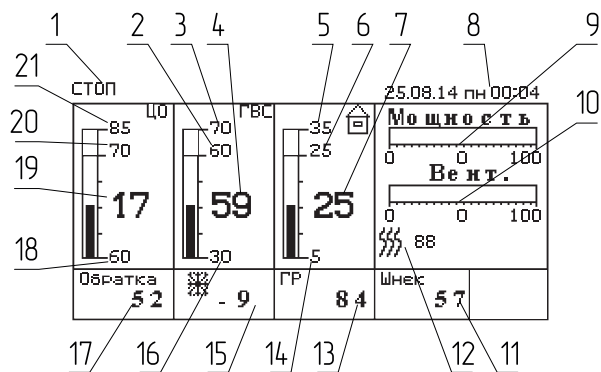 1 2 3 4 5 6 7 8 9
СТОП 25.08.14 пн 00:04
21 ЦО ГВС 10
85 70 35 Мощность
20 70 60 25 0 0 100
Вент.
19 17 59 25
0 0 100
88
18 60 30 5
Обратка ГР Шнек
52 - 9 84 57
17 16 15 14 13 12 11